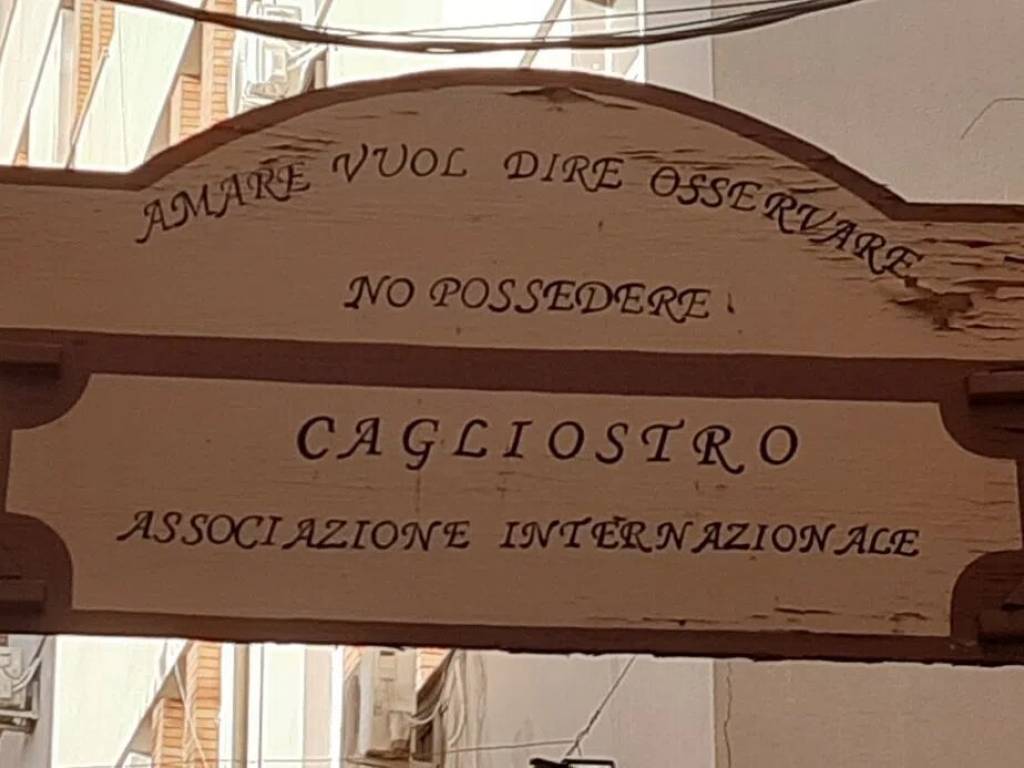 AMARE VUOL DIRE OSSERVARE
NO POSSEDERE.
CAGLIOSTRO
ASSOCIAZIONE INTERNAZIONALE